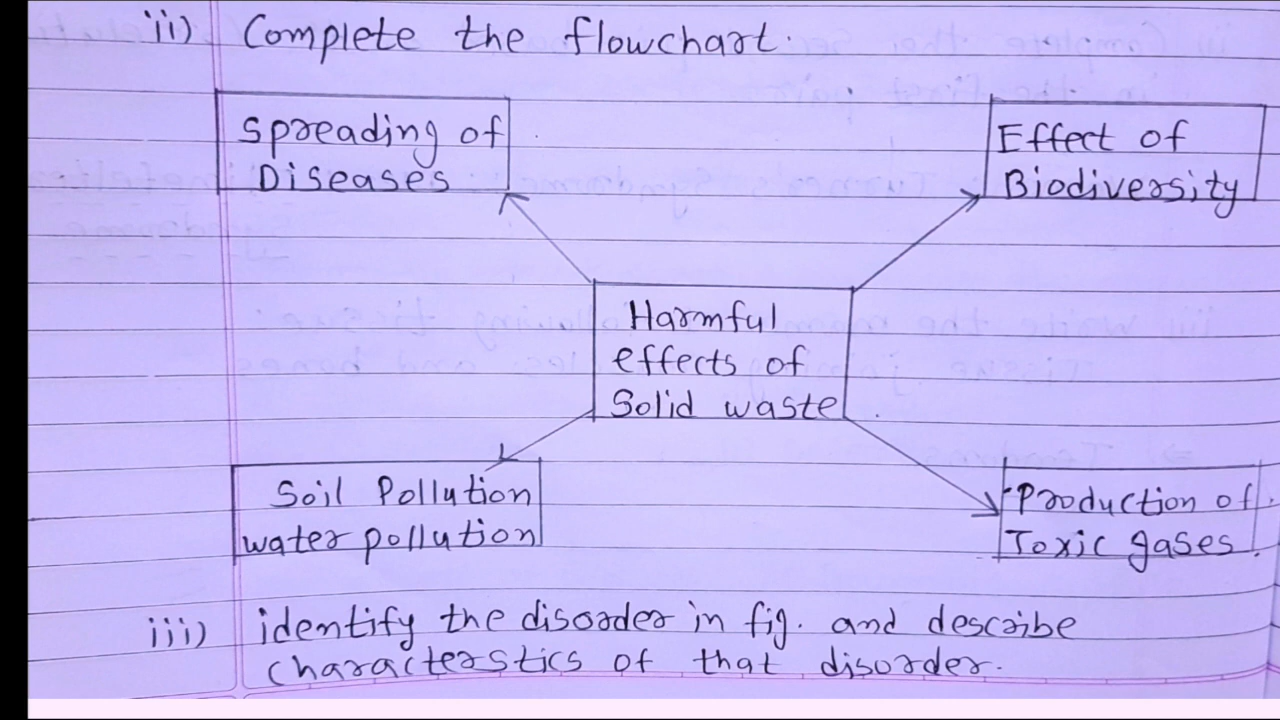 ii) Complete the flowchart.
Spreading of
Diseases
Effect of
Biodiversity
Harmful
effects of
Solid waste
Soil Pollution
water pollution
Production of
Toxic gases.
iii) identify the disorder in fig. and describe
characterstics of that disorder.